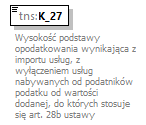 tns:K_27
Wysokość podstawy
opodatkowania wynikająca z
importu usług, z
wyłączeniem usług
nabywanych od podatników
podatku od wartości
dodanej, do których stosuje
się art. 28b ustawy